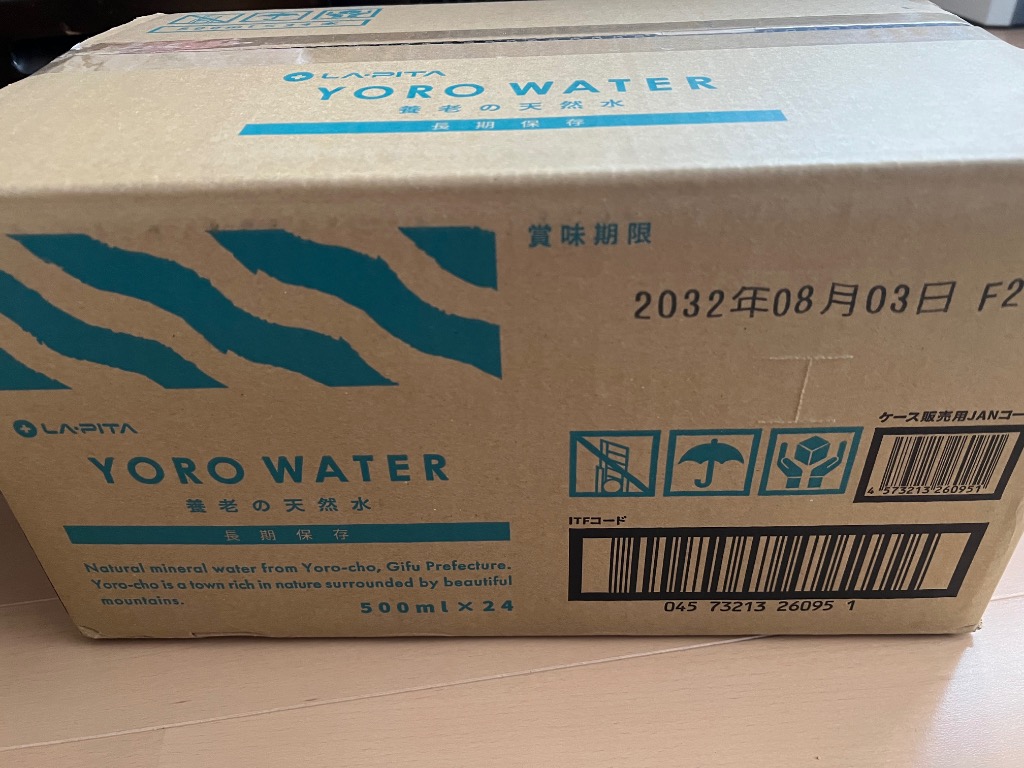 LA·PITA
YORO WATER
養老の天然水
長期保存
賞味期限
2032年08月03日 F2
LA·PITA
YORO WATER
養老の天然水
長期保存
Natural mineral water from Yoro-cho, Gifu Prefecture.
Yoro-cho is a town rich in nature surrounded by beautiful
mountains.
500ml×24
ケース販売用JANコー
4 573213 260951
ITFコード
045 73213 26095 1